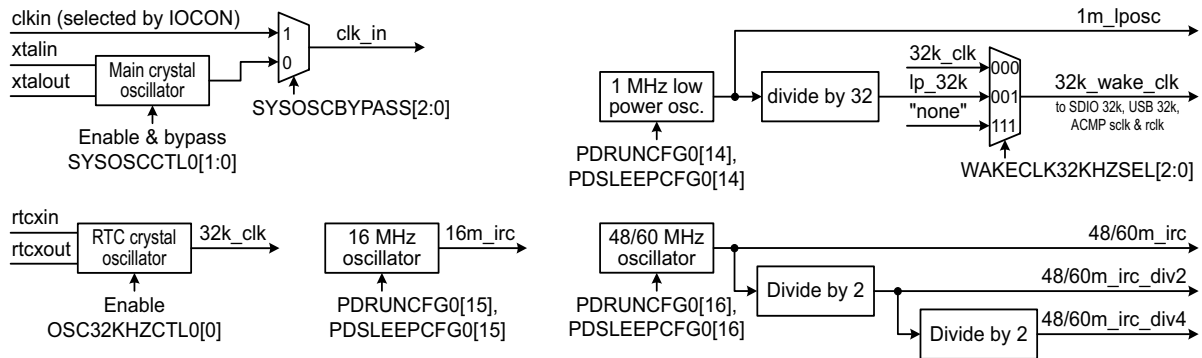 clkin (selected by IOCON)
xtalin
xtalout
Main crystal
oscillator
1
0
clk_in
SYSOSCBYPASS[2:0]
Enable & bypass
SYSOSCCTL0[1:0]
1m_lposc
1 MHz low
power osc.
divide by 32
32k_clk
lp_32k
"none"
000
001
111
32k_wake_clk
to SDIO 32k, USB 32k,
ACMP sclk & rclk
PDRUNCFG0[14],
PDSLEEPCFG0[14]
WAKECLK32KHZSEL[2:0]
rtcxin
rtcxout
RTC crystal
oscillator
32k_clk
Enable
OSC32KHZCTL0[0]
16 MHz
oscillator
16m_irc
PDRUNCFG0[15],
PDSLEEPCFG0[15]
48/60 MHz
oscillator
48/60m_irc
PDRUNCFG0[16],
PDSLEEPCFG0[16]
Divide by 2
48/60m_irc_div2
Divide by 2
48/60m_irc_div4